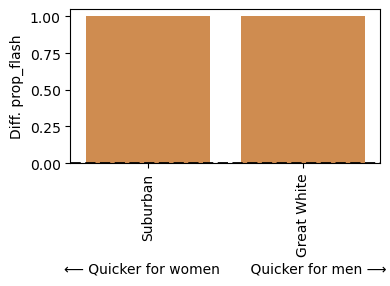 1.00
0.75
0.50
0.25
0.00
Diff. prop_flash
Suburban
Great White
⟵ Quicker for women
Quicker for men ⟶